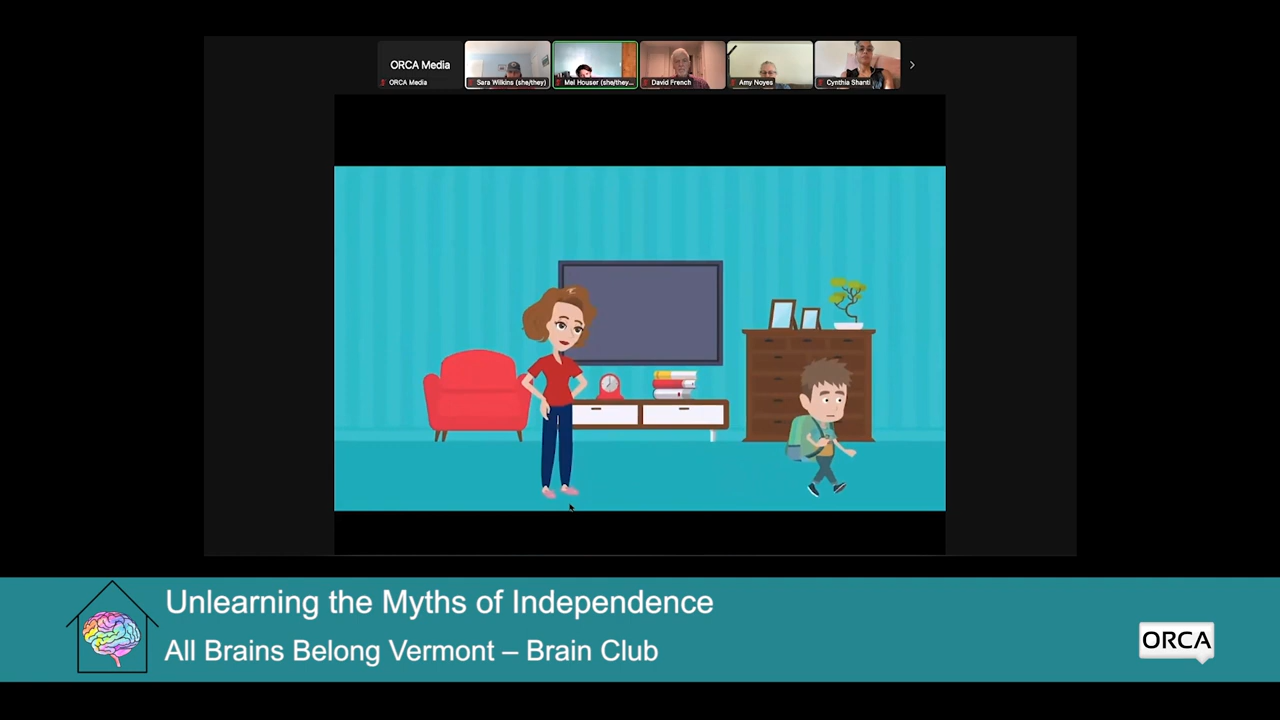 ORCA Media
ORCA Media
Sara Wilkins (she/they)
Mel Houser (she/they...
David French
Amy Noyes
Cynthia Shanti
Unlearning the Myths of Independence
All Brains Belong Vermont – Brain Club
ORCA